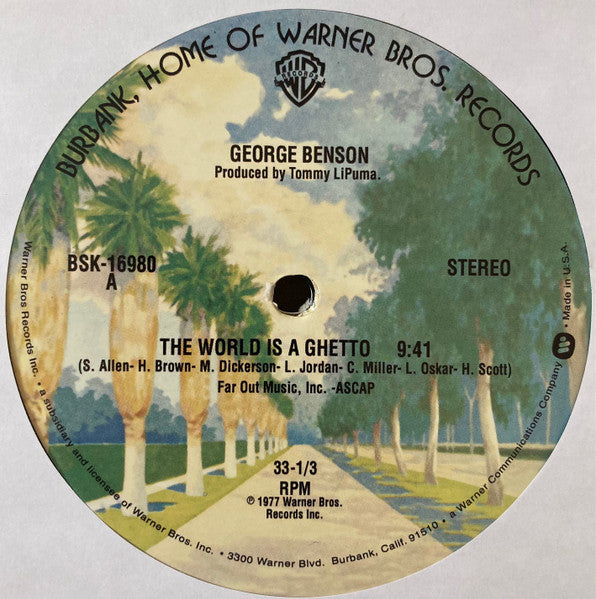 BURBANK, HOME OF WARNER BROS. RECORDS
WB
RECORDS
GEORGE BENSON
Produced by Tommy LiPuma.
BSK-16980
A
STEREO
THE WORLD IS A GHETTO 9:41
(S. Allen- H. Brown- M. Dickerson- L. Jordan- C. Miller- L. Oskar- H. Scott)
Far Out Music, Inc. -ASCAP
33-1/3
RPM
℗ 1977 Warner Bros.
Records Inc.
Warner Bros Records Inc. • a subsidiary and licensee of Warner Bros. Inc. • 3300 Warner Blvd. Burbank, Calif. 91510 • a Warner Communications Company • Made in U.S.A.